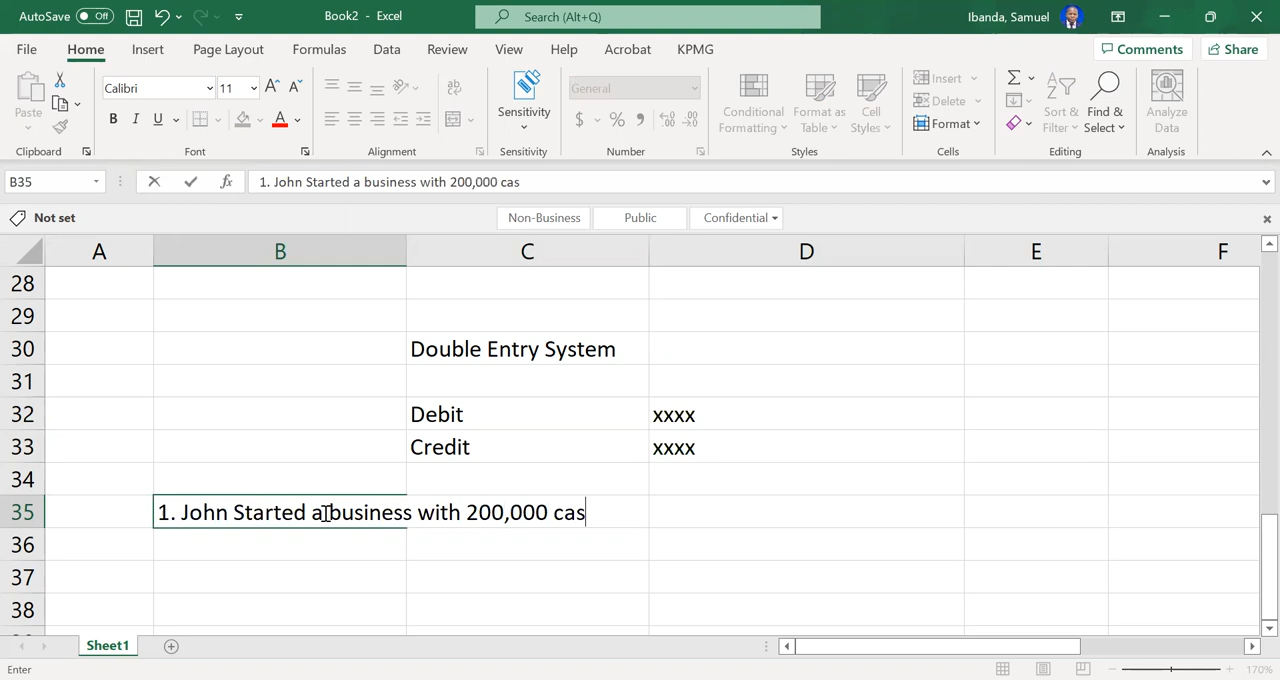 AutoSave Off Book2 - Excel Search (Alt+Q) Ibanda, Samuel
File Home Insert Page Layout Formulas Data Review View Help Acrobat KPMG Comments Share
Paste Calibri 11 B I U A General $ % 9 Sensitivity Conditional Formatting Format as Table Cell Styles Insert Delete Format Sort & Filter Find & Select Analyze Data
Clipboard Font Alignment Sensitivity Number Styles Cells Editing Analysis
B35 fx 1. John Started a business with 200,000 cas
Not set Non-Business Public Confidential
A B C D E F
28
29
30 Double Entry System
31
32 Debit xxxx
33 Credit xxxx
34
35 1. John Started a business with 200,000 cas
36
37
38
Sheet1
Enter 170%